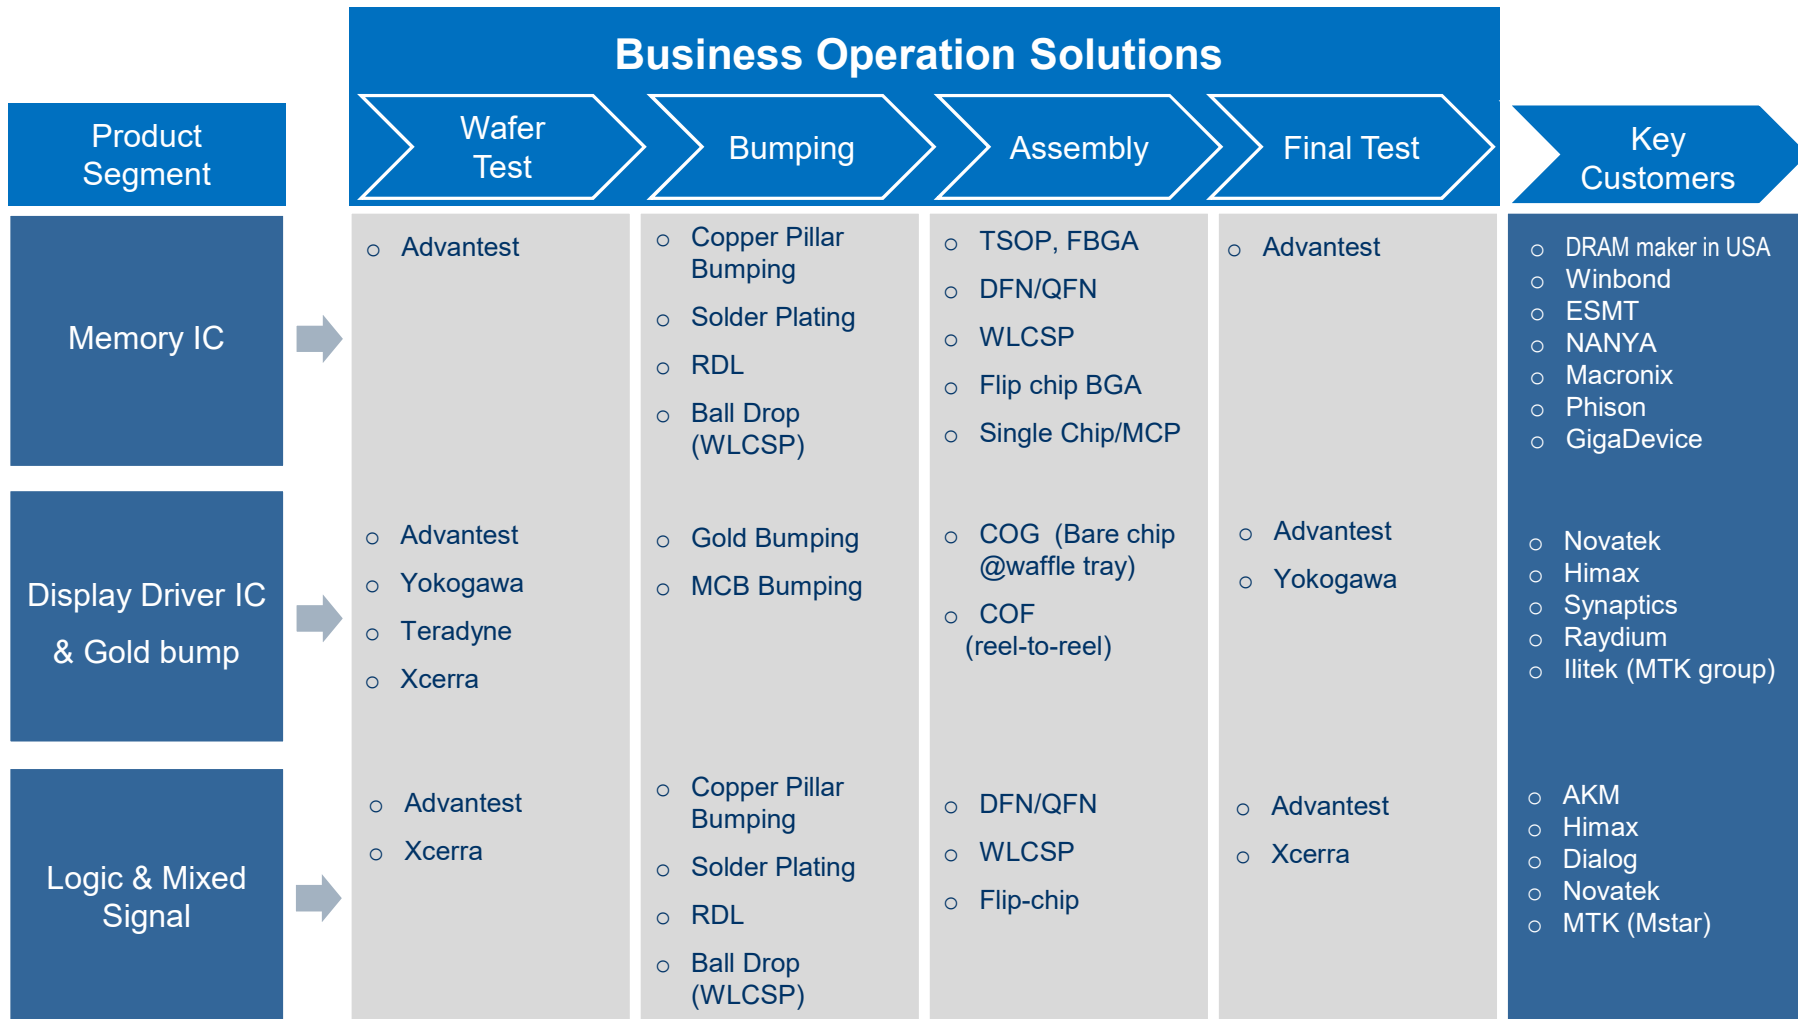 Business Operation Solutions
Product
Segment
Wafer
Test
Bumping
Assembly
Final Test
Key
Customers
Memory IC
○ Advantest
○ Copper Pillar
Bumping
○ Solder Plating
○ RDL
○ Ball Drop
(WLCSP)
○ TSOP, FBGA
○ DFN/QFN
○ WLCSP
○ Flip chip BGA
○ Single Chip/MCP
○ Advantest
○ DRAM maker in USA
○ Winbond
○ ESMT
○ NANYA
○ Macronix
○ Phison
○ GigaDevice
Display Driver IC
& Gold bump
○ Advantest
○ Yokogawa
○ Teradyne
○ Xcerra
○ Gold Bumping
○ MCB Bumping
○ COG (Bare chip
@waffle tray)
○ COF
(reel-to-reel)
○ Advantest
○ Yokogawa
○ Novatek
○ Himax
○ Synaptics
○ Raydium
○ Ilitek (MTK group)
Logic & Mixed
Signal
○ Advantest
○ Xcerra
○ Copper Pillar
Bumping
○ Solder Plating
○ RDL
○ Ball Drop
(WLCSP)
○ DFN/QFN
○ WLCSP
○ Flip-chip
○ Advantest
○ Xcerra
○ AKM
○ Himax
○ Dialog
○ Novatek
○ MTK (Mstar)